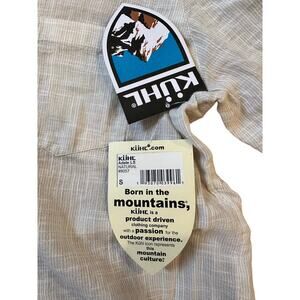 KÜHL®
KÜHL®.com
KÜHL
NATURAL
S
Born in the
mountains,
KÜHL is a
product driven
clothing company
with a passion for the
outdoor experience.
The Kühl icon represents
this
mountain
culture!